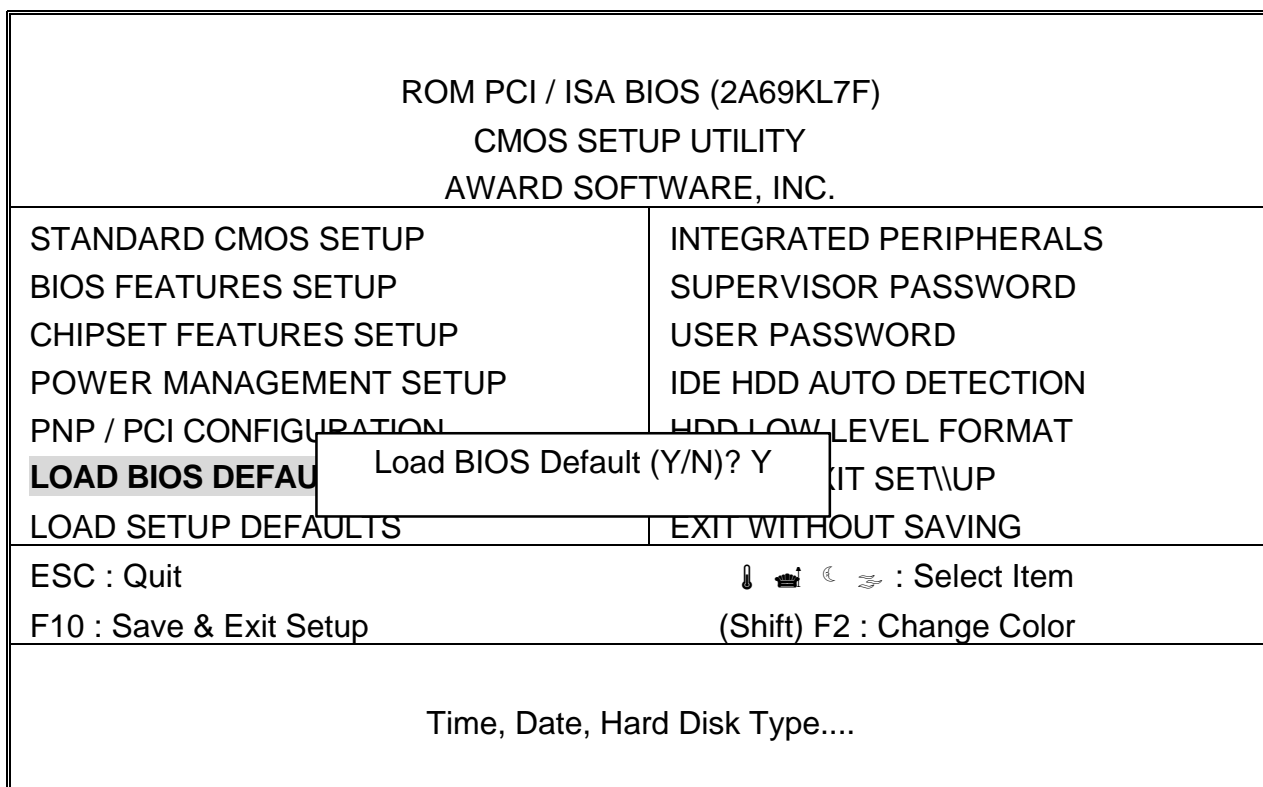 ROM PCI / ISA BIOS (2A69KL7F)
CMOS SETUP UTILITY
AWARD SOFTWARE, INC.
STANDARD CMOS SETUP
BIOS FEATURES SETUP
CHIPSET FEATURES SETUP
POWER MANAGEMENT SETUP
PNP / PCI CONFIGURATION
LOAD BIOS DEFAU
LOAD SETUP DEFAULTS
INTEGRATED PERIPHERALS
SUPERVISOR PASSWORD
USER PASSWORD
IDE HDD AUTO DETECTION
HDD LOW LEVEL FORMAT
IT SET\\UP
EXIT WITHOUT SAVING
Load BIOS Default (Y/N)? Y
ESC : Quit
: Select Item
F10 : Save & Exit Setup
(Shift) F2 : Change Color
Time, Date, Hard Disk Type....